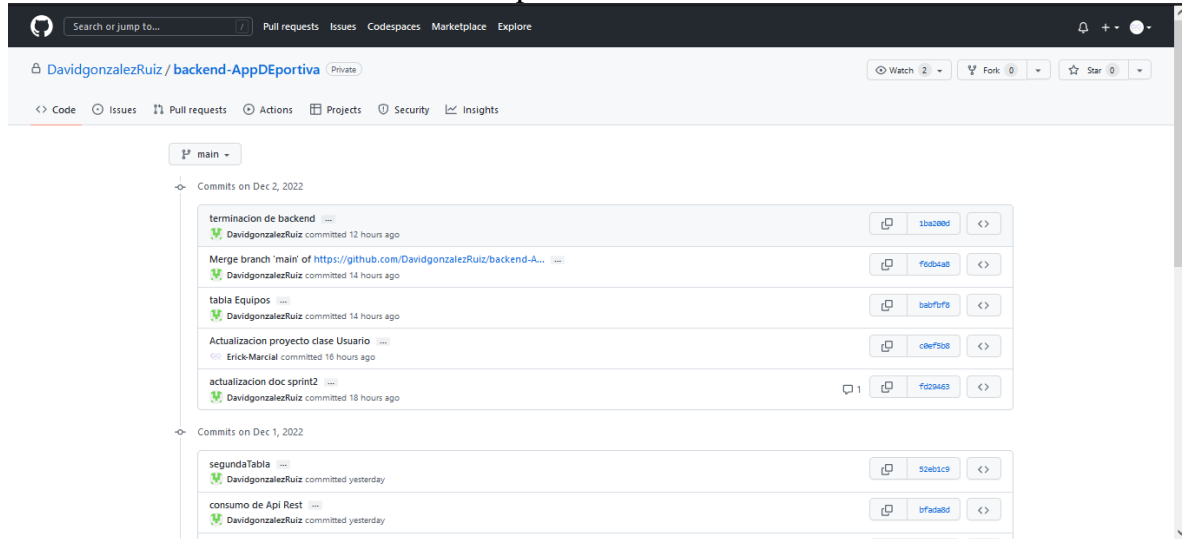 Search or jump to... / Pull requests Issues Codespaces Marketplace Explore
DavidgonzalezRuiz / backend-AppDEportiva Private Watch 2 Fork 0 Star 0
Code Issues Pull requests Actions Projects Security Insights
main
Commits on Dec 2, 2022
terminacion de backend ...
DavidgonzalezRuiz committed 12 hours ago
1ba200d
Merge branch 'main' of https://github.com/DavidgonzalezRuiz/backend-A... ...
DavidgonzalezRuiz committed 14 hours ago
f6db4a8
tabla Equipos ...
DavidgonzalezRuiz committed 14 hours ago
babfbf8
Actualizacion proyecto clase Usuario ...
Erick-Marcial committed 16 hours ago
c0ef5b8
actualizacion doc sprint2 ...
DavidgonzalezRuiz committed 18 hours ago
1 fd29463
Commits on Dec 1, 2022
segundaTabla ...
DavidgonzalezRuiz committed yesterday
52eb1c9
consumo de Api Rest ...
DavidgonzalezRuiz committed yesterday
bfada8d